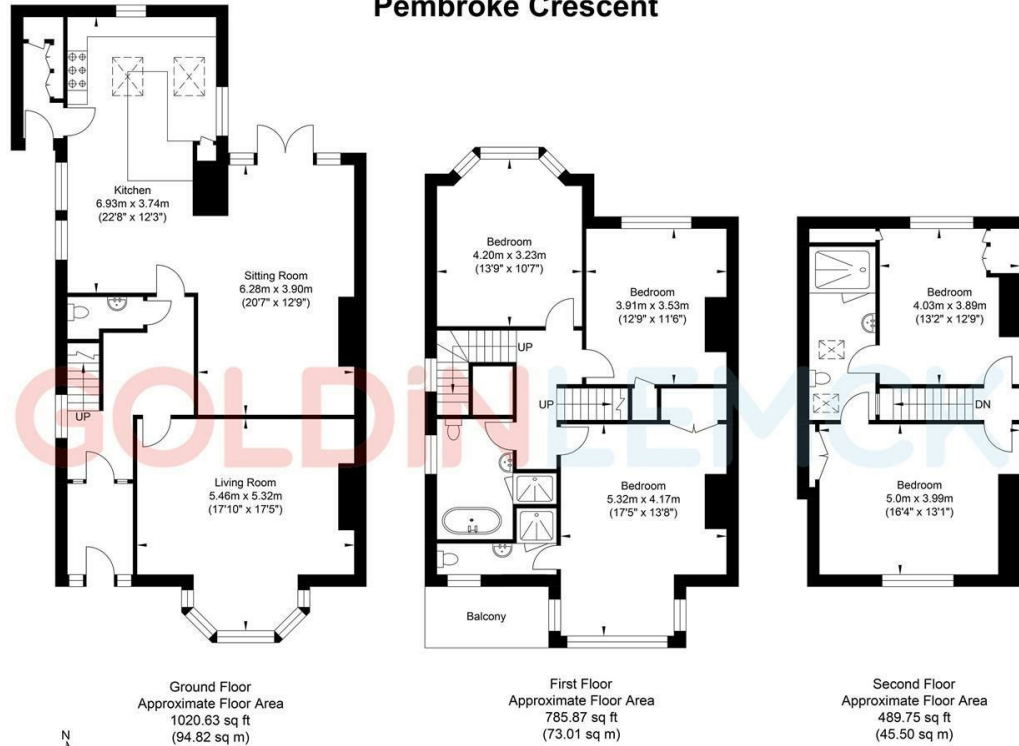 Pembroke Crescent
Kitchen
6.93m x 3.74m
(22'8" x 12'3")
Sitting Room
6.28m x 3.90m
(20'7" x 12'9")
UP
Living Room
5.46m x 5.32m
(17'10" x 17'5")
Ground Floor
Approximate Floor Area
1020.63 sq ft
(94.82 sq m)
N
Bedroom
4.20m x 3.23m
(13'9" x 10'7")
Bedroom
3.91m x 3.53m
(12'9" x 11'6")
UP
UP
Bedroom
5.32m x 4.17m
(17'5" x 13'8")
Balcony
First Floor
Approximate Floor Area
785.87 sq ft
(73.01 sq m)
Bedroom
4.03m x 3.89m
(13'2" x 12'9")
DN
Bedroom
5.0m x 3.99m
(16'4" x 13'1")
Second Floor
Approximate Floor Area
489.75 sq ft
(45.50 sq m)
GOLDiNLEMCK